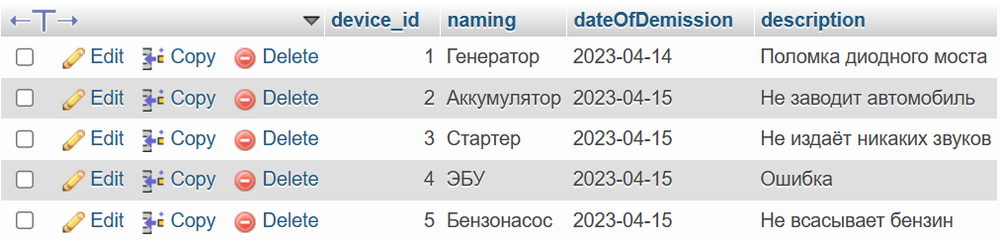 device_id naming dateOfDemission description
Edit Copy Delete 1 Генератор 2023-04-14 Поломка диодного моста
Edit Copy Delete 2 Аккумулятор 2023-04-15 Не заводит автомобиль
Edit Copy Delete 3 Стартер 2023-04-15 Не издаёт никаких звуков
Edit Copy Delete 4 ЭБУ 2023-04-15 Ошибка
Edit Copy Delete 5 Бензонасос 2023-04-15 Не всасывает бензин